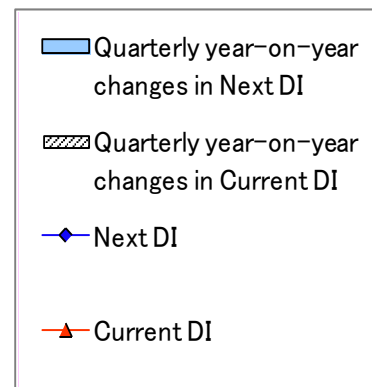 Quarterly year-on-year
changes in Next DI
Quarterly year-on-year
changes in Current DI
Next DI
Current DI